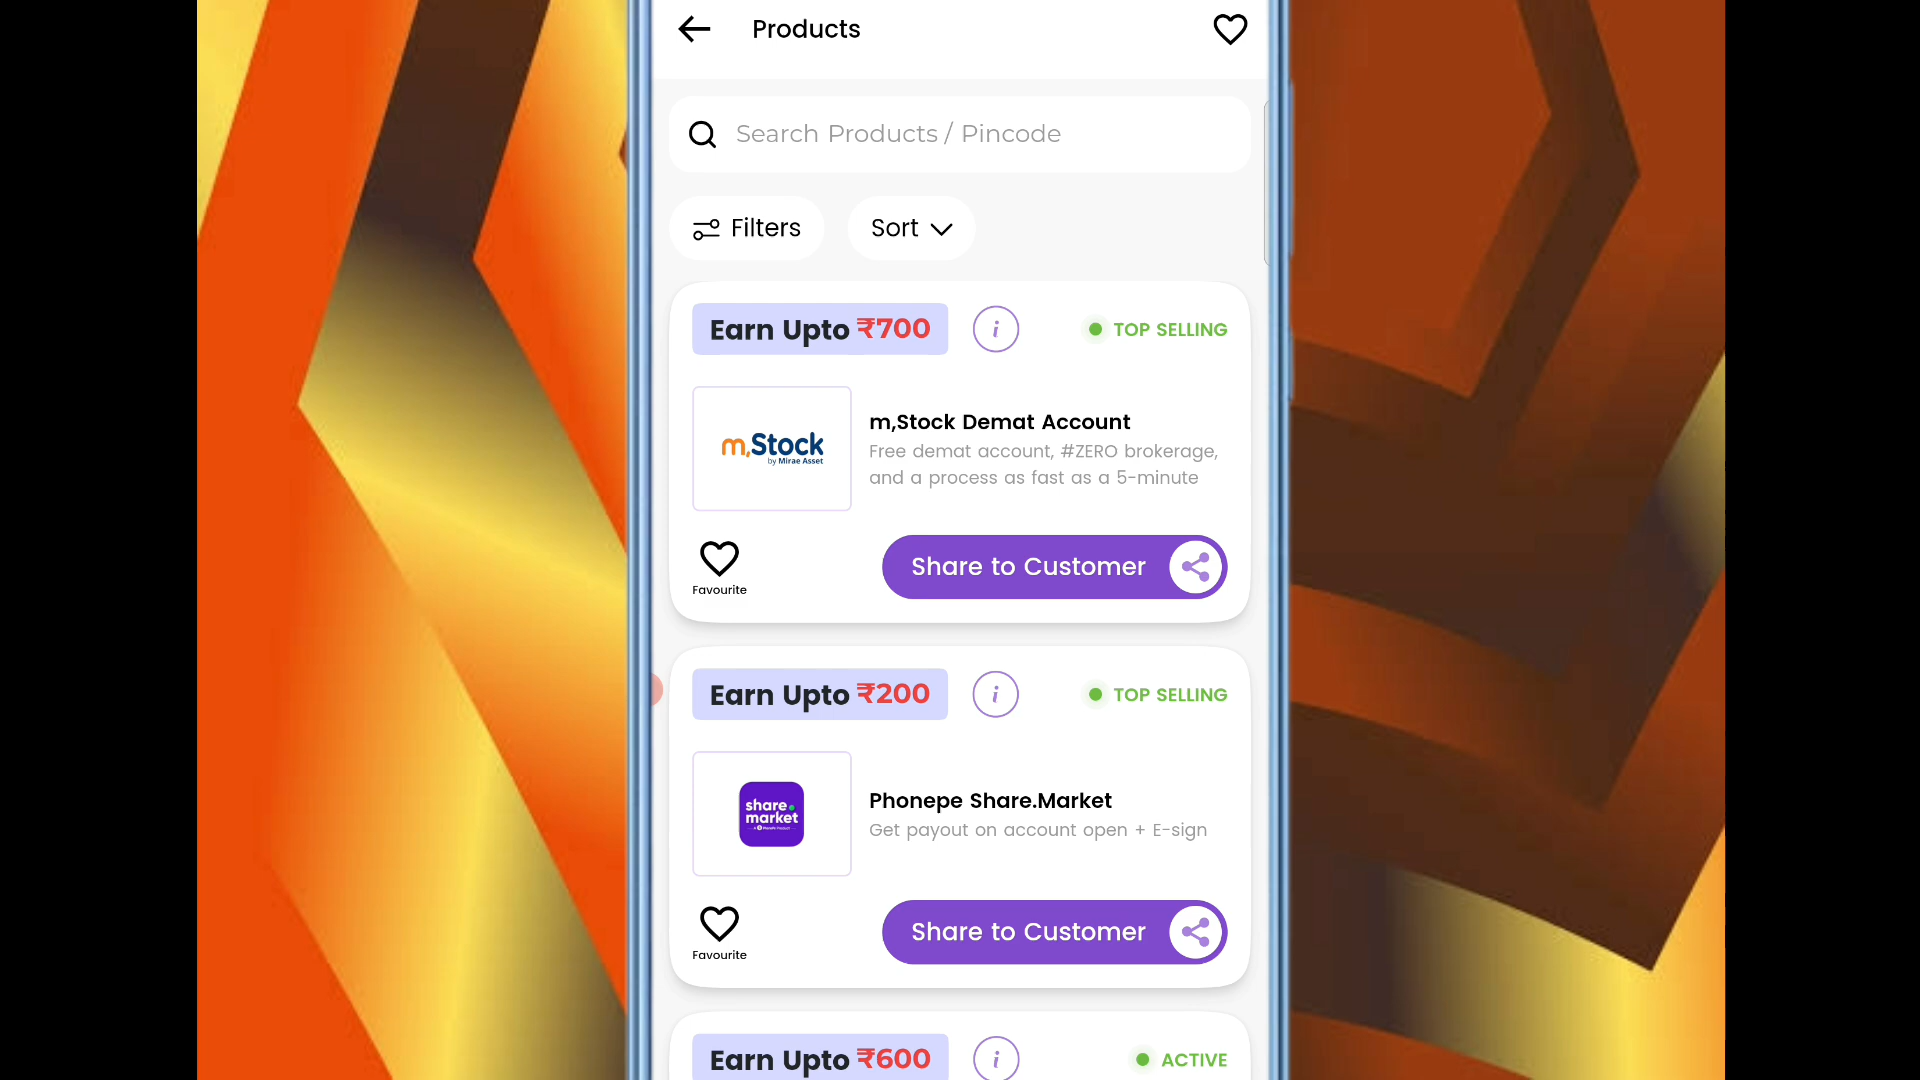 Products
Search Products / Pincode
Filters
Sort
Earn Upto ₹700
i
TOP SELLING
m,Stock
by Mirae Asset
m,Stock Demat Account
Free demat account, #ZERO brokerage,
and a process as fast as a 5-minute
Favourite
Share to Customer
Earn Upto ₹200
i
TOP SELLING
share.
market
Phonepe Share.Market
Get payout on account open + E-sign
Favourite
Share to Customer
Earn Upto ₹600
i
ACTIVE